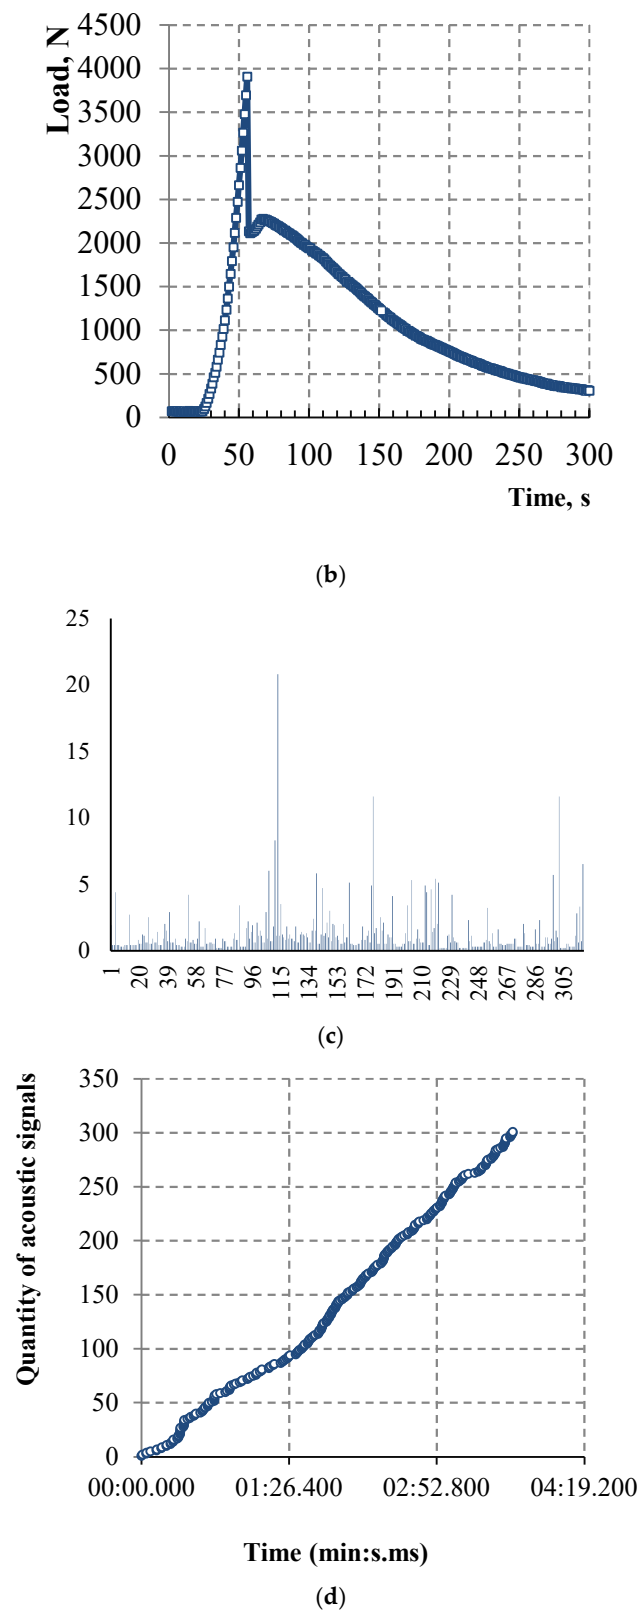 Load, N
4500
4000
3500
3000
2500
2000
1500
1000
500
0
0 50 100 150 200 250 300
Time, s
(b)
25
20
15
10
5
0
1 20 39 58 77 96 115 134 153 172 191 210 229 248 267 286 305
(c)
Quantity of acoustic signals
350
300
250
200
150
100
50
0
00:00.000 01:26.400 02:52.800 04:19.200
Time (min:s.ms)
(d)